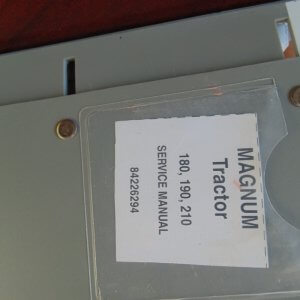 MAGNUM
Tractor
180, 190, 210
SERVICE MANUAL
84226294